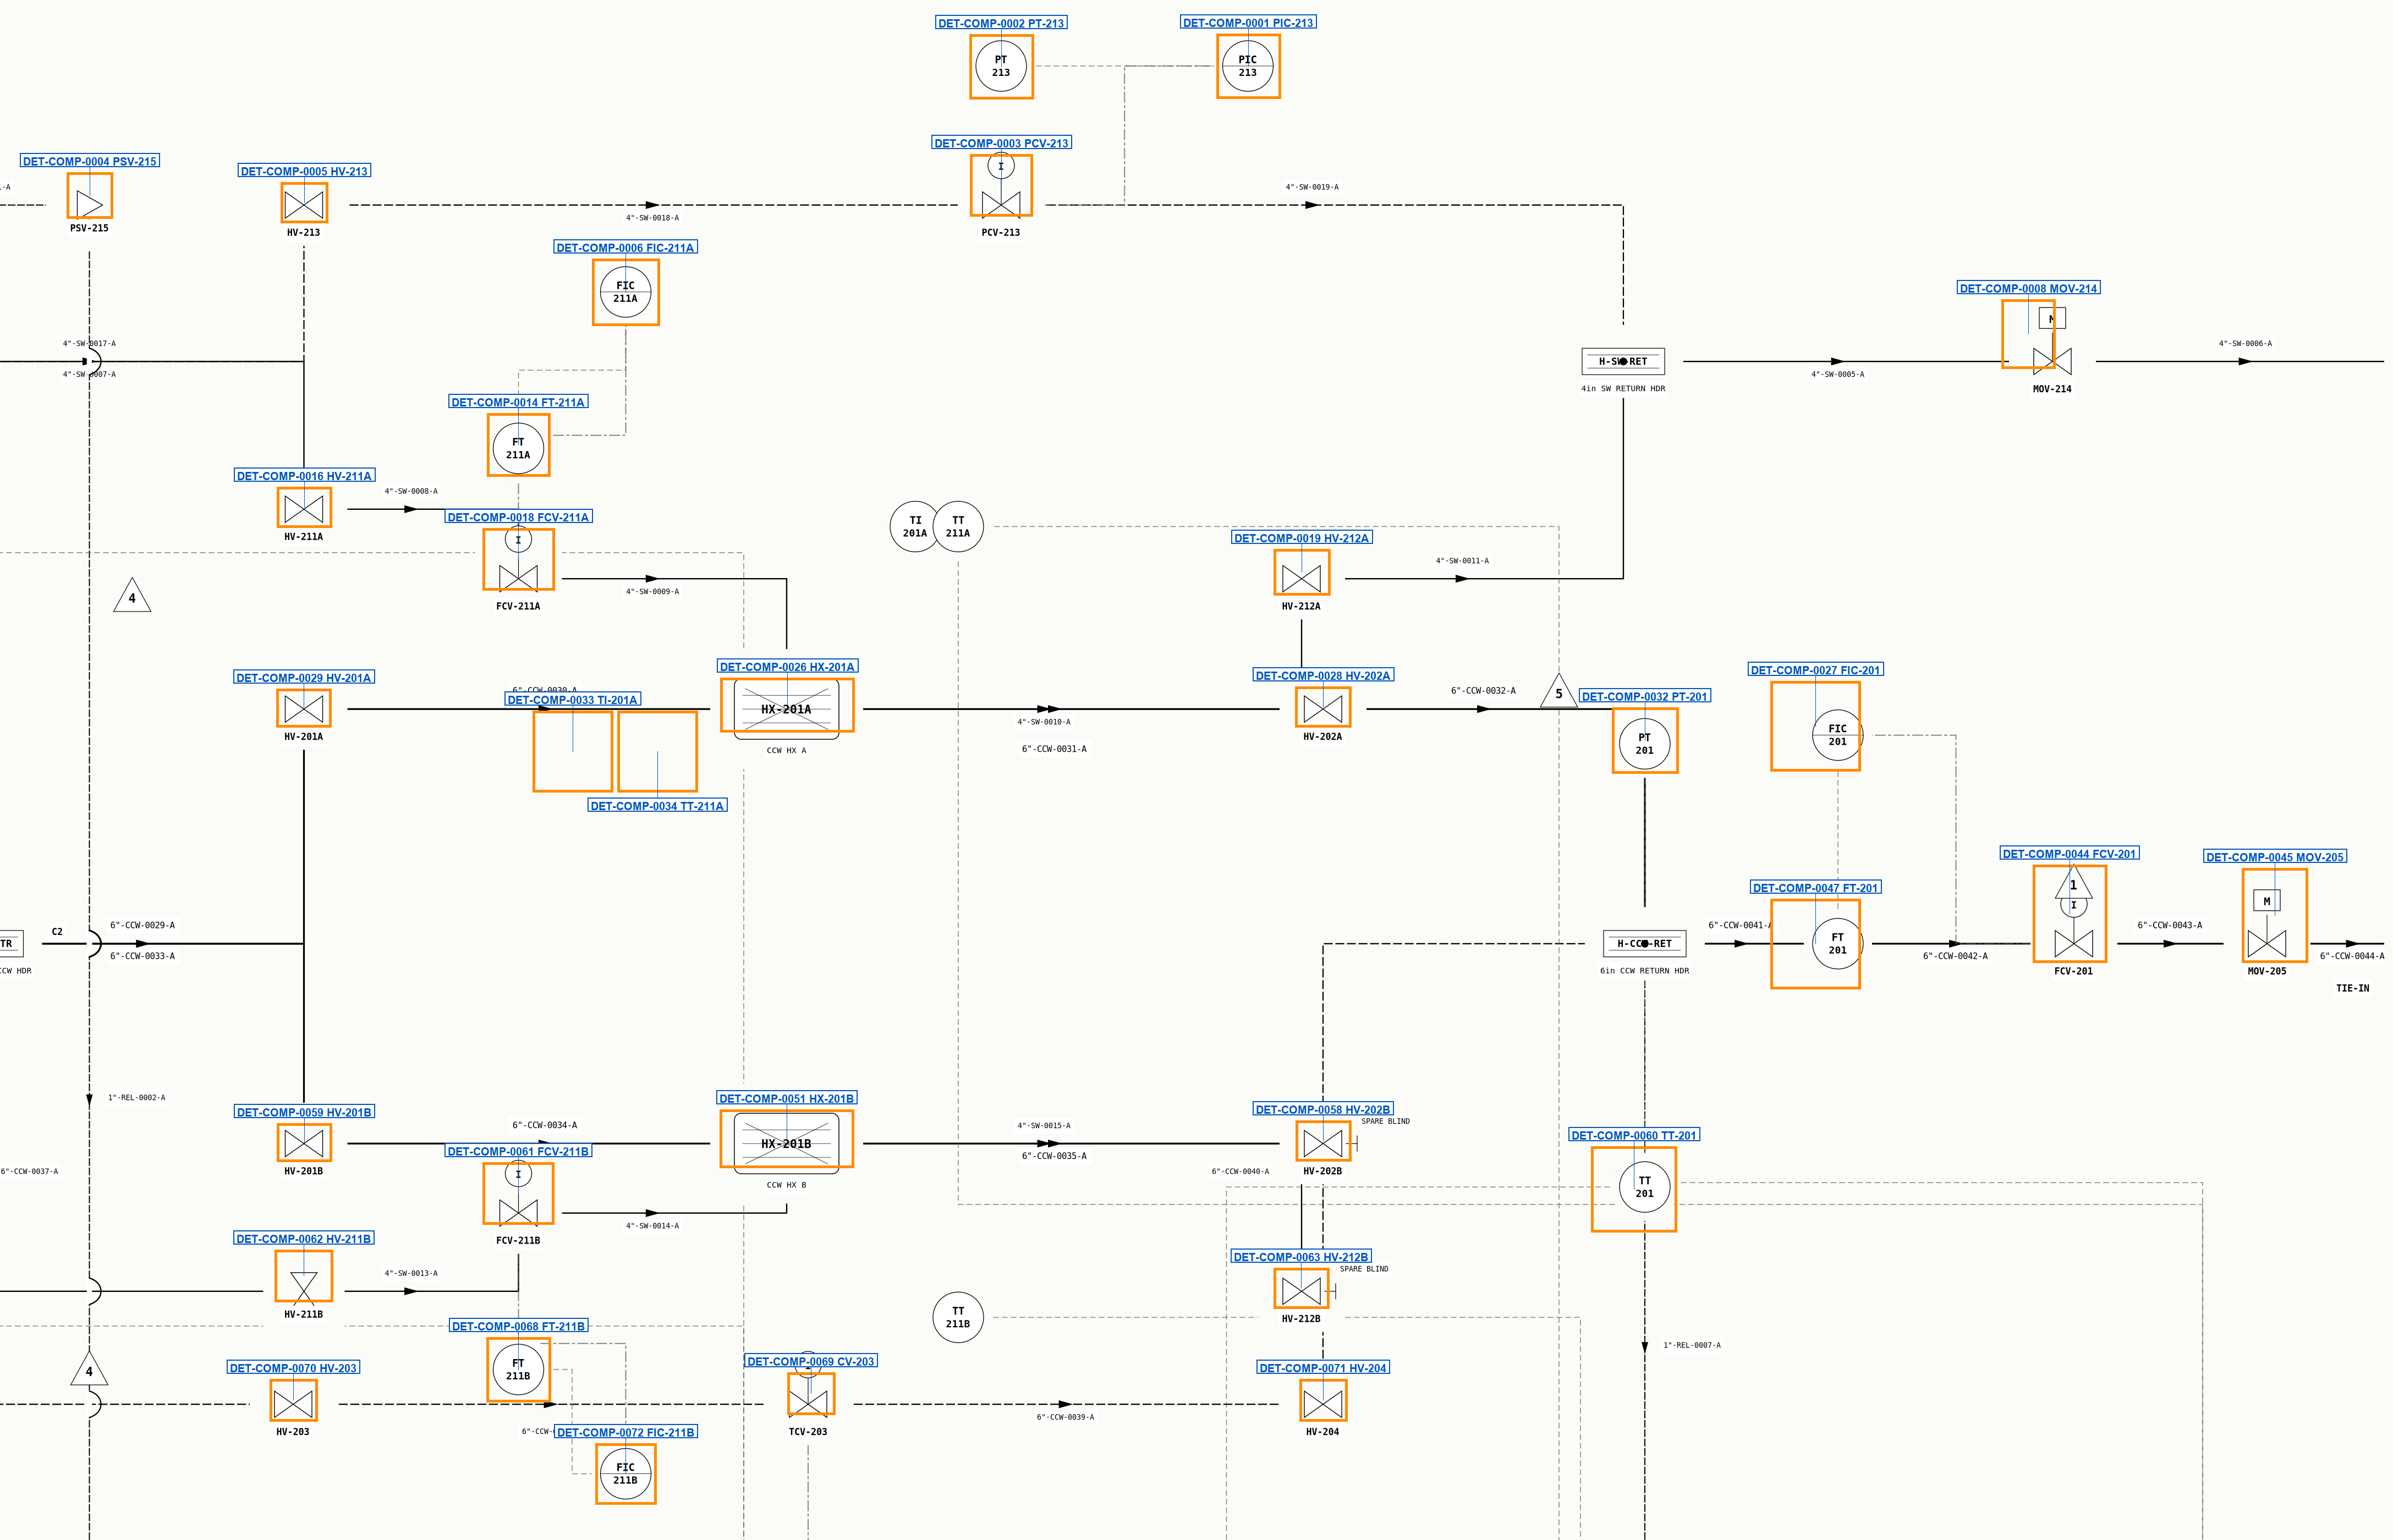 DET-COMP-0002 PT-213
DET-COMP-0001 PIC-213
PT
213
PIC
213
DET-COMP-0003 PCV-213
I
PCV-213
DET-COMP-0004 PSV-215
PSV-215
DET-COMP-0005 HV-213
HV-213
4"-SW-0018-A
4"-SW-0019-A
DET-COMP-0006 FIC-211A
FIC
211A
DET-COMP-0008 MOV-214
M
MOV-214
4"-SW-0017-A
4"-SW-0007-A
H-SW-RET
4in SW RETURN HDR
4"-SW-0005-A
4"-SW-0006-A
DET-COMP-0014 FT-211A
FT
211A
DET-COMP-0016 HV-211A
HV-211A
4"-SW-0008-A
DET-COMP-0018 FCV-211A
I
FCV-211A
4"-SW-0009-A
TI
201A
TT
211A
DET-COMP-0019 HV-212A
HV-212A
4"-SW-0011-A
4
DET-COMP-0029 HV-201A
HV-201A
6"-CCW-0030-A
DET-COMP-0033 TI-201A
DET-COMP-0034 TT-211A
DET-COMP-0026 HX-201A
HX-201A
CCW HX A
4"-SW-0010-A
6"-CCW-0031-A
DET-COMP-0028 HV-202A
HV-202A
6"-CCW-0032-A
5
DET-COMP-0032 PT-201
PT
201
DET-COMP-0027 FIC-201
FIC
201
TR
CCW HDR
C2
6"-CCW-0029-A
6"-CCW-0033-A
H-CCW-RET
6in CCW RETURN HDR
6"-CCW-0041-A
DET-COMP-0047 FT-201
FT
201
6"-CCW-0042-A
DET-COMP-0044 FCV-201
1
I
FCV-201
6"-CCW-0043-A
DET-COMP-0045 MOV-205
M
MOV-205
6"-CCW-0044-A
TIE-IN
1"-REL-0002-A
6"-CCW-0037-A
DET-COMP-0059 HV-201B
HV-201B
6"-CCW-0034-A
DET-COMP-0061 FCV-211B
I
FCV-211B
4"-SW-0014-A
DET-COMP-0051 HX-201B
HX-201B
CCW HX B
4"-SW-0015-A
6"-CCW-0035-A
DET-COMP-0058 HV-202B
SPARE BLIND
HV-202B
6"-CCW-0040-A
DET-COMP-0060 TT-201
TT
201
DET-COMP-0062 HV-211B
HV-211B
4"-SW-0013-A
DET-COMP-0063 HV-212B
SPARE BLIND
HV-212B
TT
211B
1"-REL-0007-A
4
DET-COMP-0070 HV-203
HV-203
DET-COMP-0068 FT-211B
FT
211B
6"-CCW-
DET-COMP-0072 FIC-211B
FIC
211B
DET-COMP-0069 CV-203
TCV-203
6"-CCW-0039-A
DET-COMP-0071 HV-204
HV-204